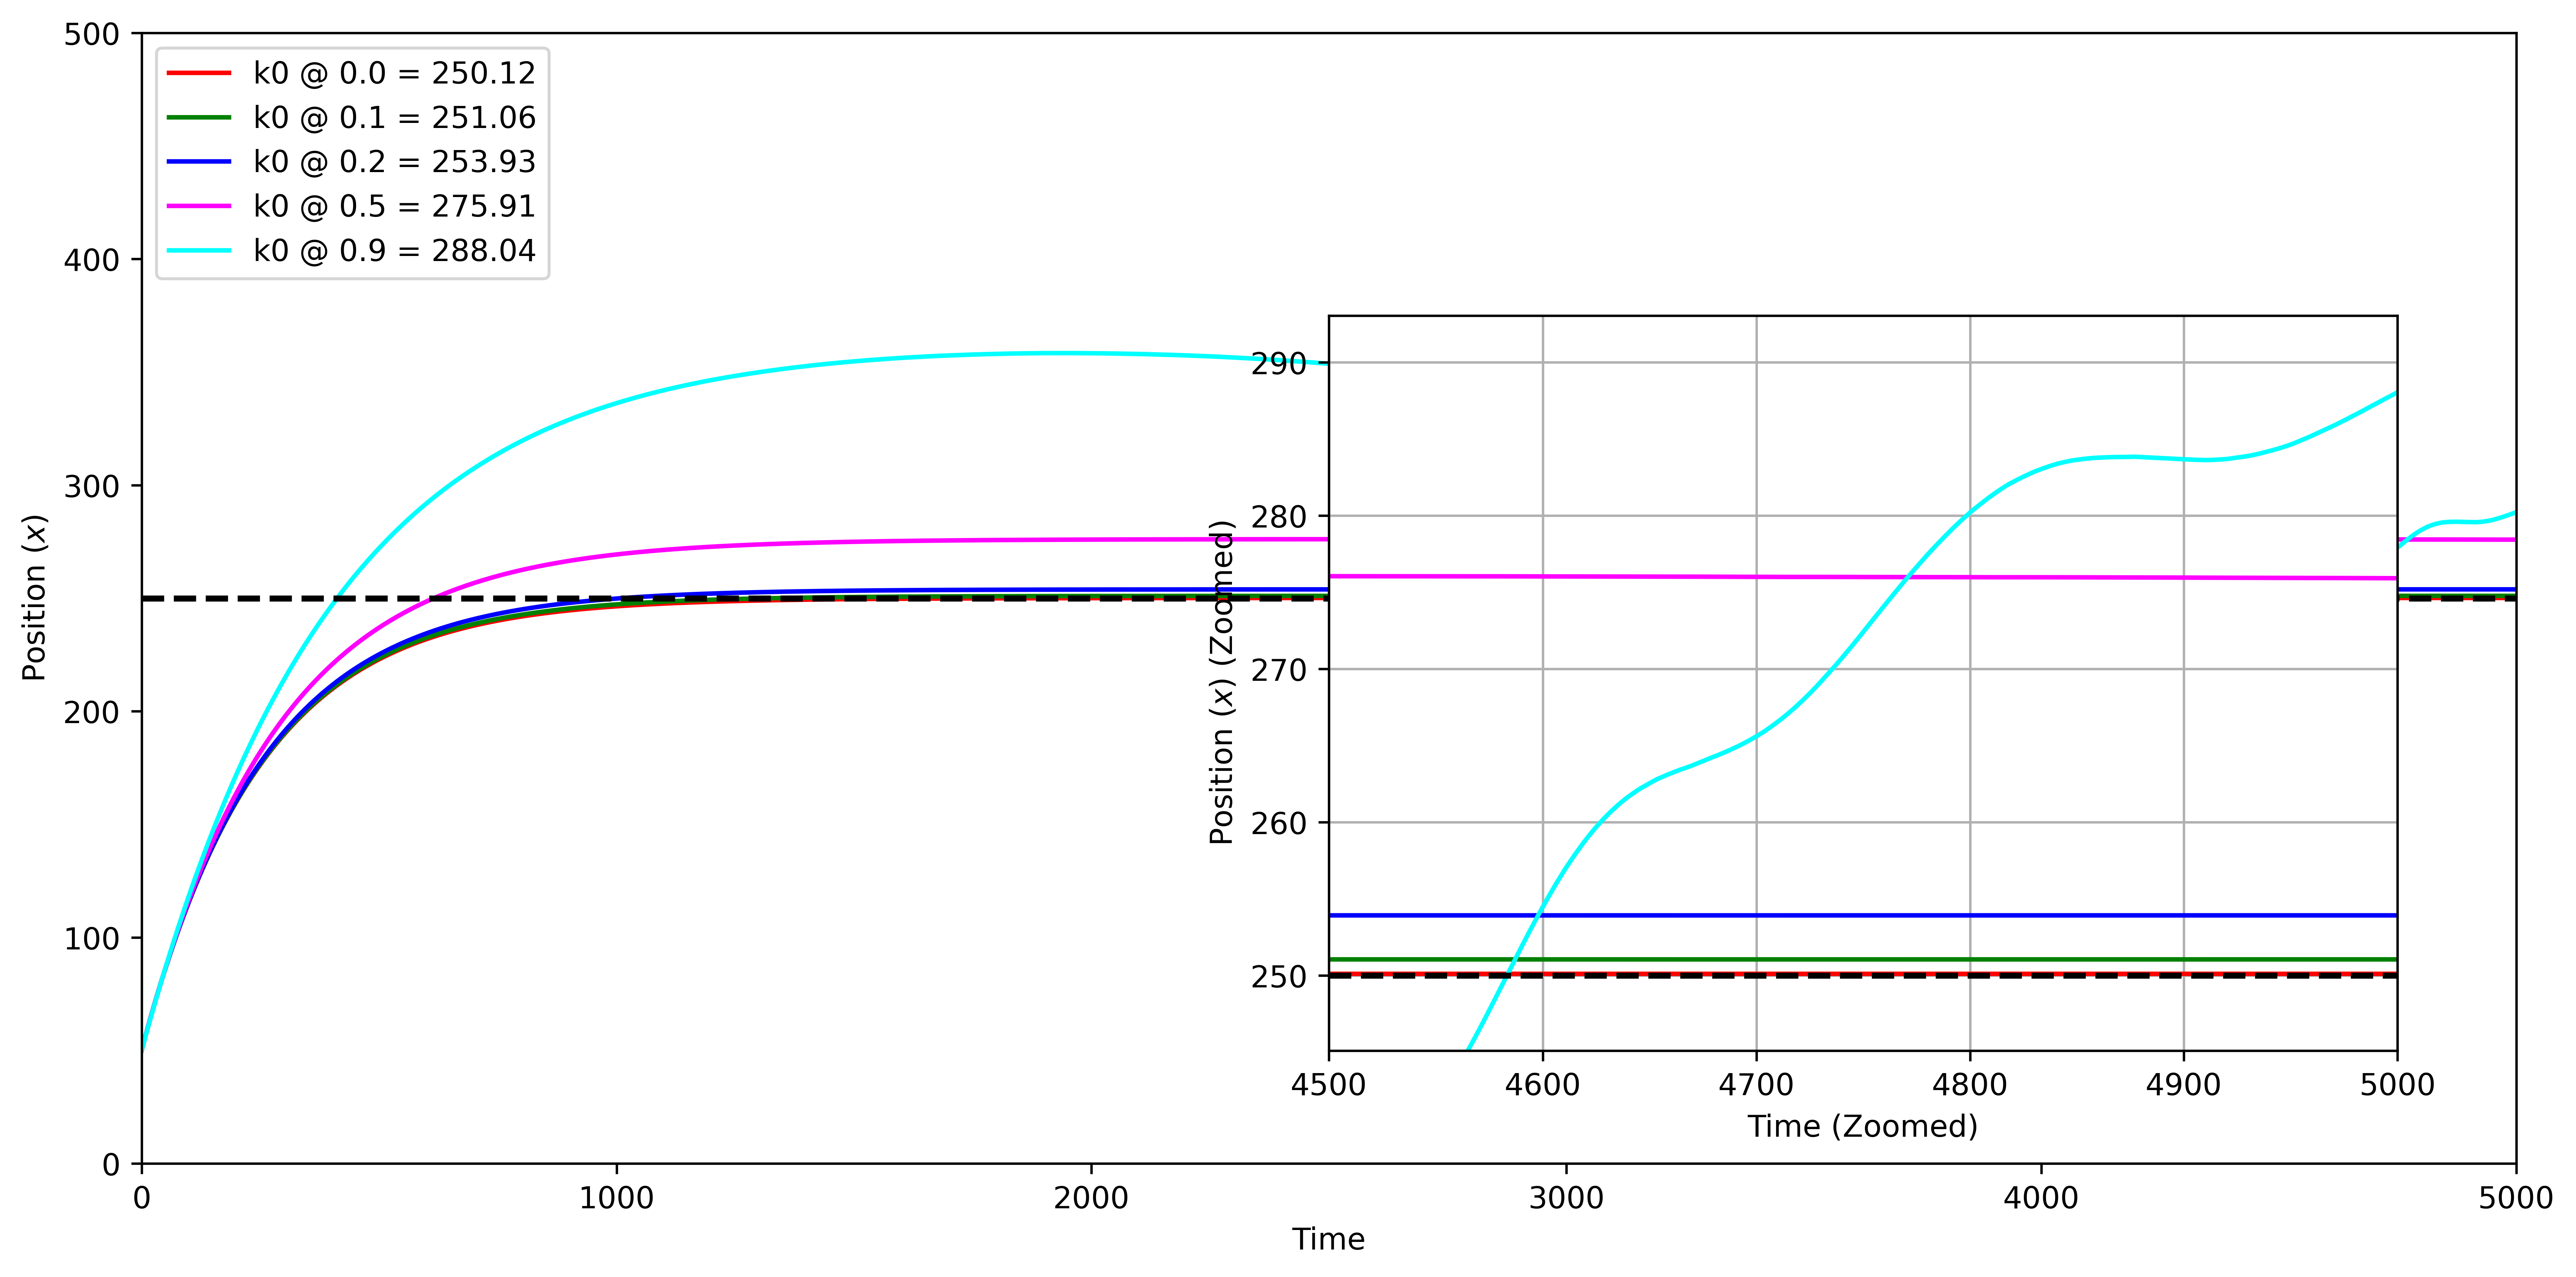 500
400
300
200
100
0
Position (x)
k0 @ 0.0 = 250.12
k0 @ 0.1 = 251.06
k0 @ 0.2 = 253.93
k0 @ 0.5 = 275.91
k0 @ 0.9 = 288.04
290
280
270
260
250
Position (x) (Zoomed)
4500 4600 4700 4800 4900 5000
Time (Zoomed)
0 1000 2000 3000 4000 5000
Time